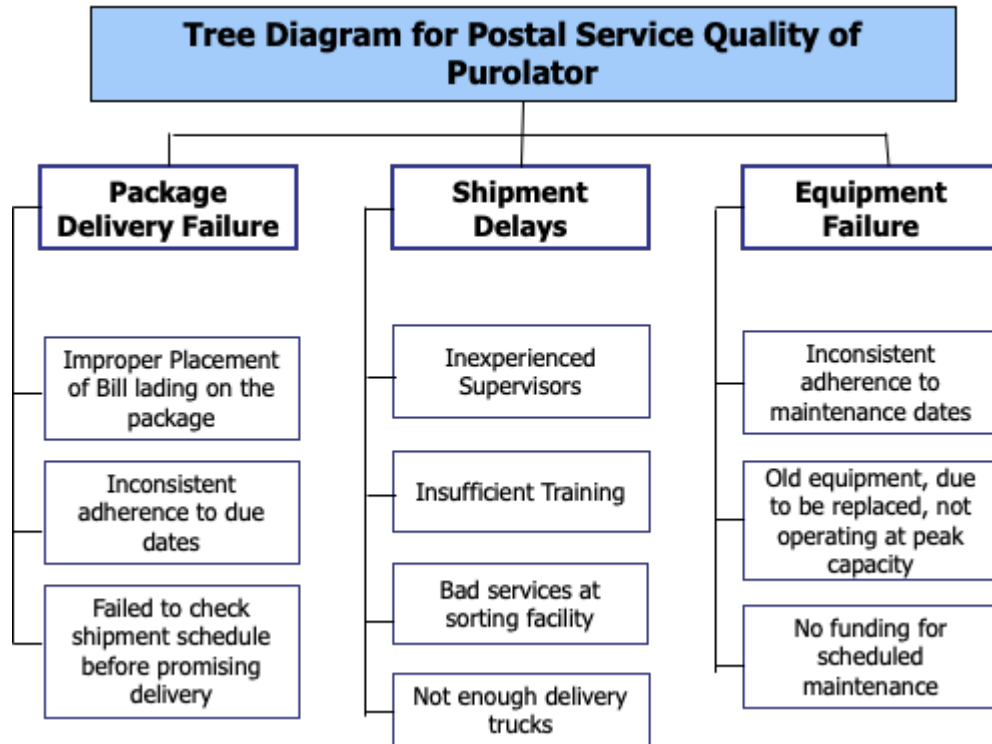 Tree Diagram for Postal Service Quality of
Purolator
Package
Delivery Failure
Improper Placement
of Bill lading on the
package
Inconsistent
adherence to due
dates
Failed to check
shipment schedule
before promising
delivery
Shipment
Delays
Inexperienced
Supervisors
Insufficient Training
Bad services at
sorting facility
Not enough delivery
trucks
Equipment
Failure
Inconsistent
adherence to
maintenance dates
Old equipment, due
to be replaced, not
operating at peak
capacity
No funding for
scheduled
maintenance